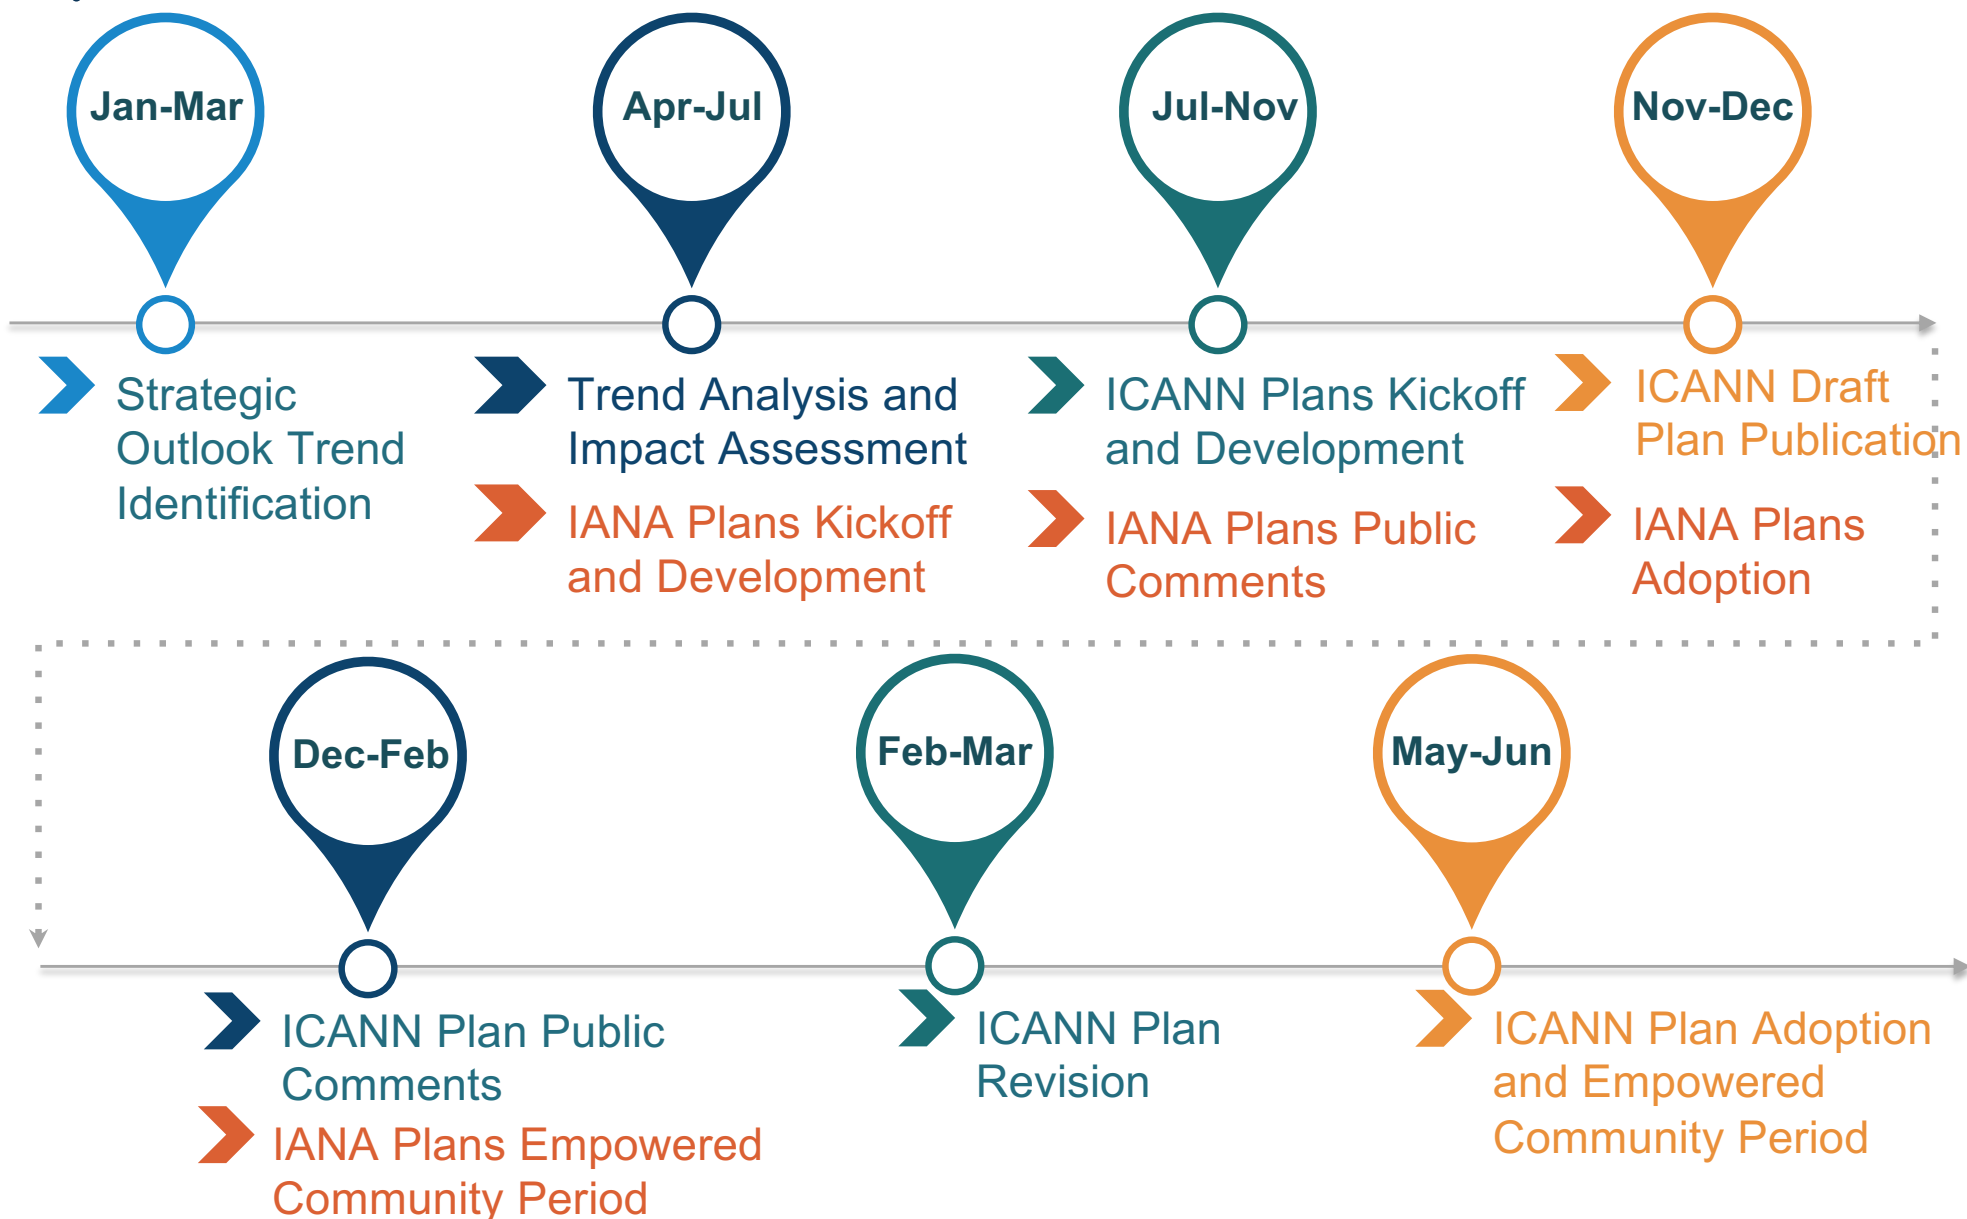 Jan-Mar
Apr-Jul
Jul-Nov
Nov-Dec
Strategic
Outlook Trend
Identification
Trend Analysis and
Impact Assessment
IANA Plans Kickoff
and Development
ICANN Plans Kickoff
and Development
IANA Plans Public
Comments
ICANN Draft
Plan Publication
IANA Plans
Adoption
Dec-Feb
Feb-Mar
May-Jun
ICANN Plan Public
Comments
IANA Plans Empowered
Community Period
ICANN Plan
Revision
ICANN Plan Adoption
and Empowered
Community Period